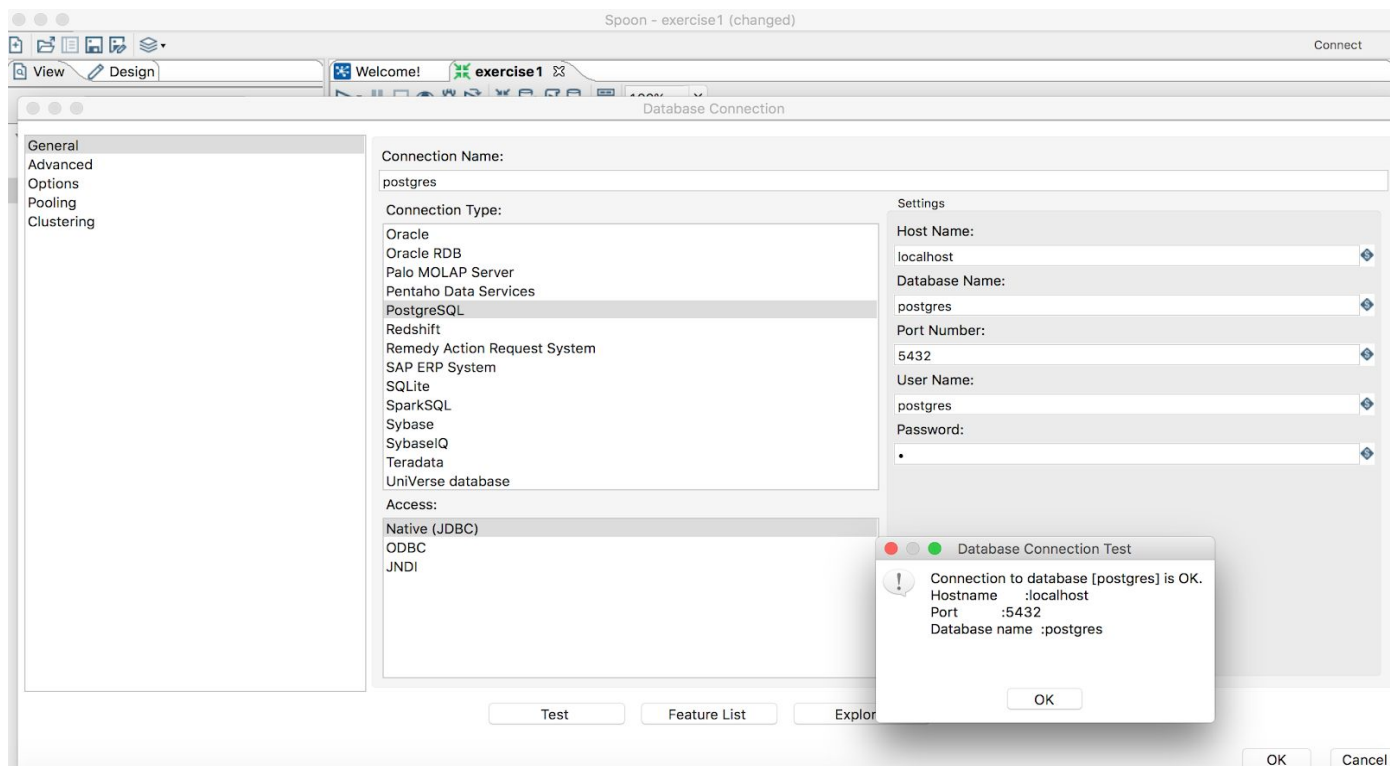 Spoon - exercise1 (changed)
Connect
View Design
Welcome! exercise1
100%
Database Connection
General
Advanced
Options
Pooling
Clustering
Connection Name:
postgres
Connection Type:
Oracle
Oracle RDB
Palo MOLAP Server
Pentaho Data Services
PostgreSQL
Redshift
Remedy Action Request System
SAP ERP System
SQLite
SparkSQL
Sybase
SybaseIQ
Teradata
UniVerse database
Access:
Native (JDBC)
ODBC
JNDI
Settings
Host Name:
localhost
Database Name:
postgres
Port Number:
5432
User Name:
postgres
Password:
•
Database Connection Test
Connection to database [postgres] is OK.
Hostname :localhost
Port :5432
Database name :postgres
OK
Test Feature List Explor
OK Cancel